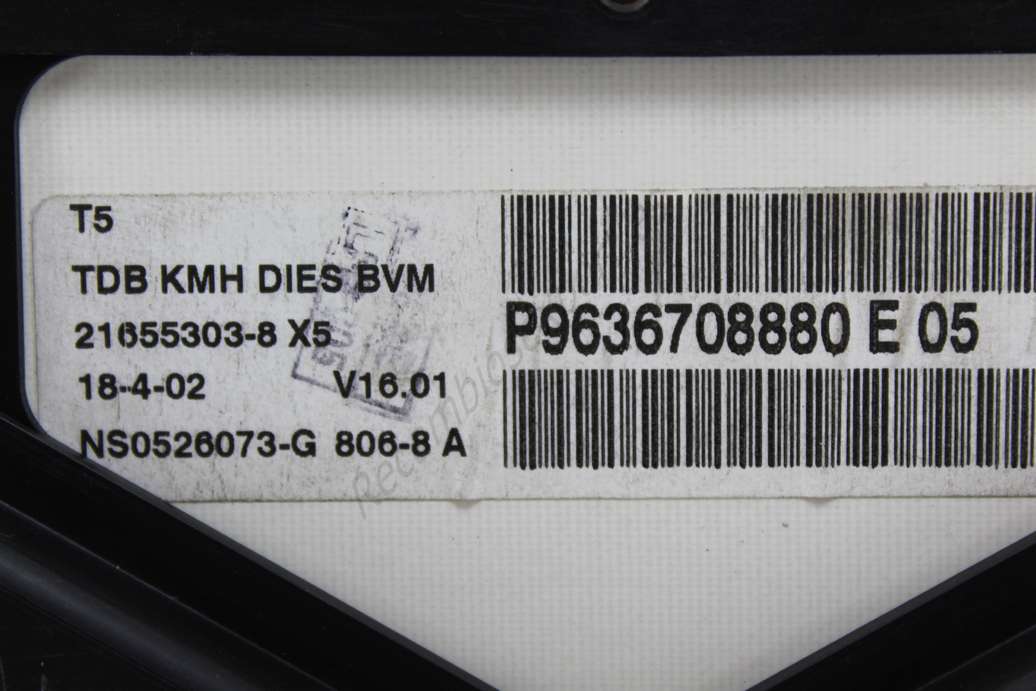 T5
TDB KMH DIES BVM
21655303-8 X5
18-4-02 V16.01
NS0526073-G 806-8 A
P9636708880 E 05